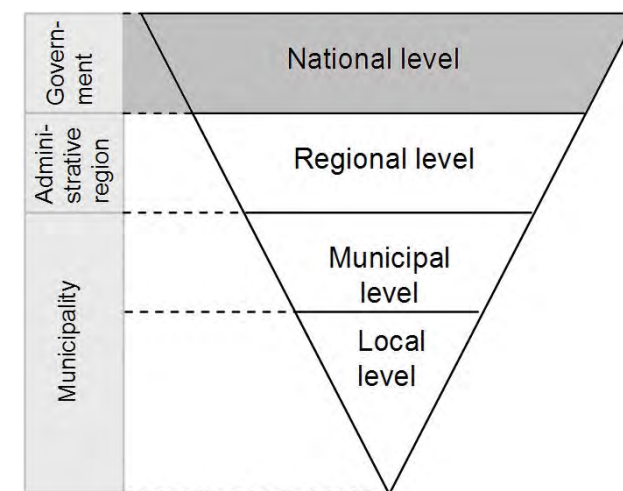 Govern-
ment
National level
Admini-
strative
region
Regional level
Municipality
Municipal
level
Local
level